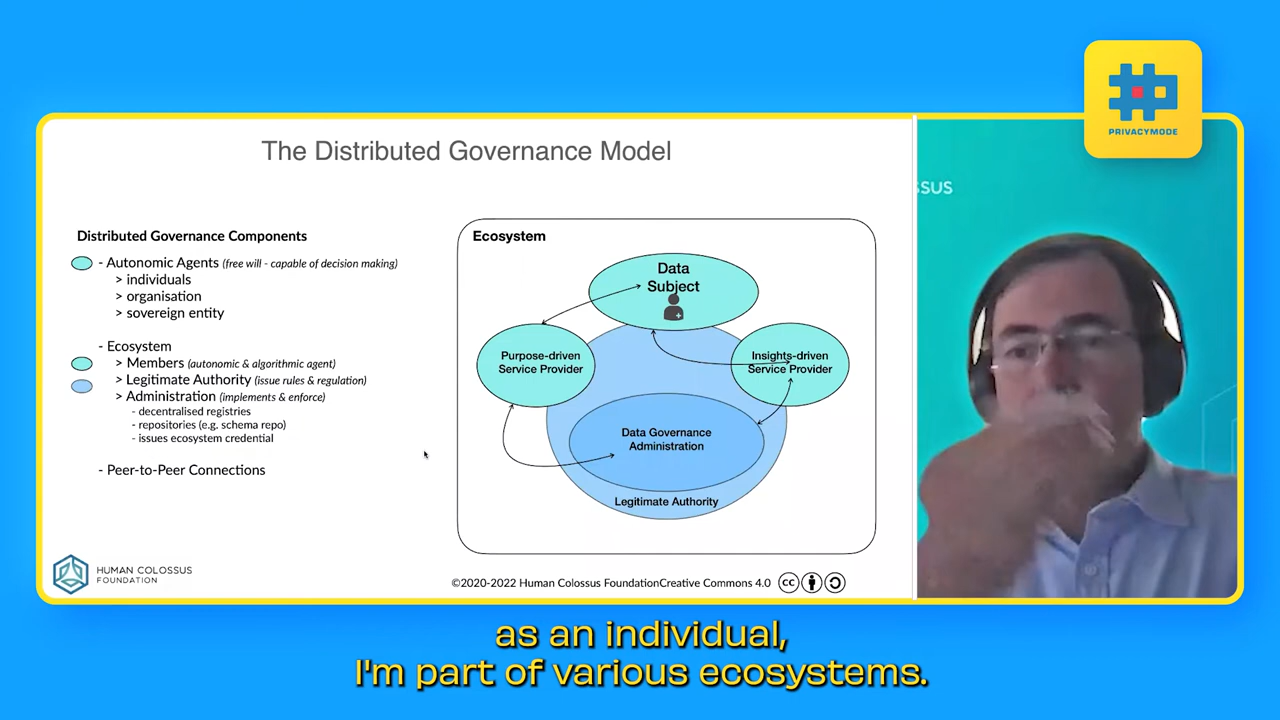 PRIVACYMODE
The Distributed Governance Model
SSUS
Distributed Governance Components
- Autonomic Agents (free will - capable of decision making)
> individuals
> organisation
> sovereign entity
- Ecosystem
> Members (autonomic & algorithmic agent)
> Legitimate Authority (issue rules & regulation)
> Administration (implements & enforce)
- decentralised registries
- repositories (e.g. schema repo)
- issues ecosystem credential
- Peer-to-Peer Connections
Ecosystem
Data
Subject
Purpose-driven
Service Provider
Insights-driven
Service Provider
Data Governance
Administration
Legitimate Authority
HUMAN COLOSSUS
FOUNDATION
©2020-2022 Human Colossus FoundationCreative Commons 4.0
as an individual,
I'm part of various ecosystems.